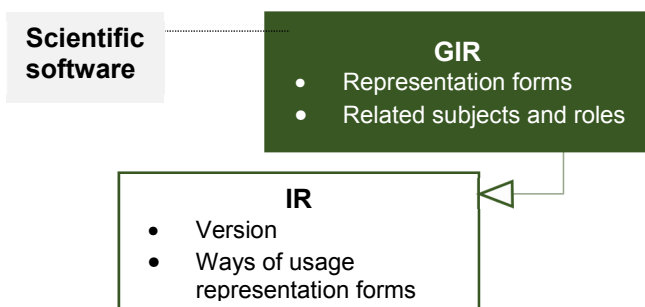 Scientific
software
GIR
• Representation forms
• Related subjects and roles
IR
• Version
• Ways of usage
representation forms